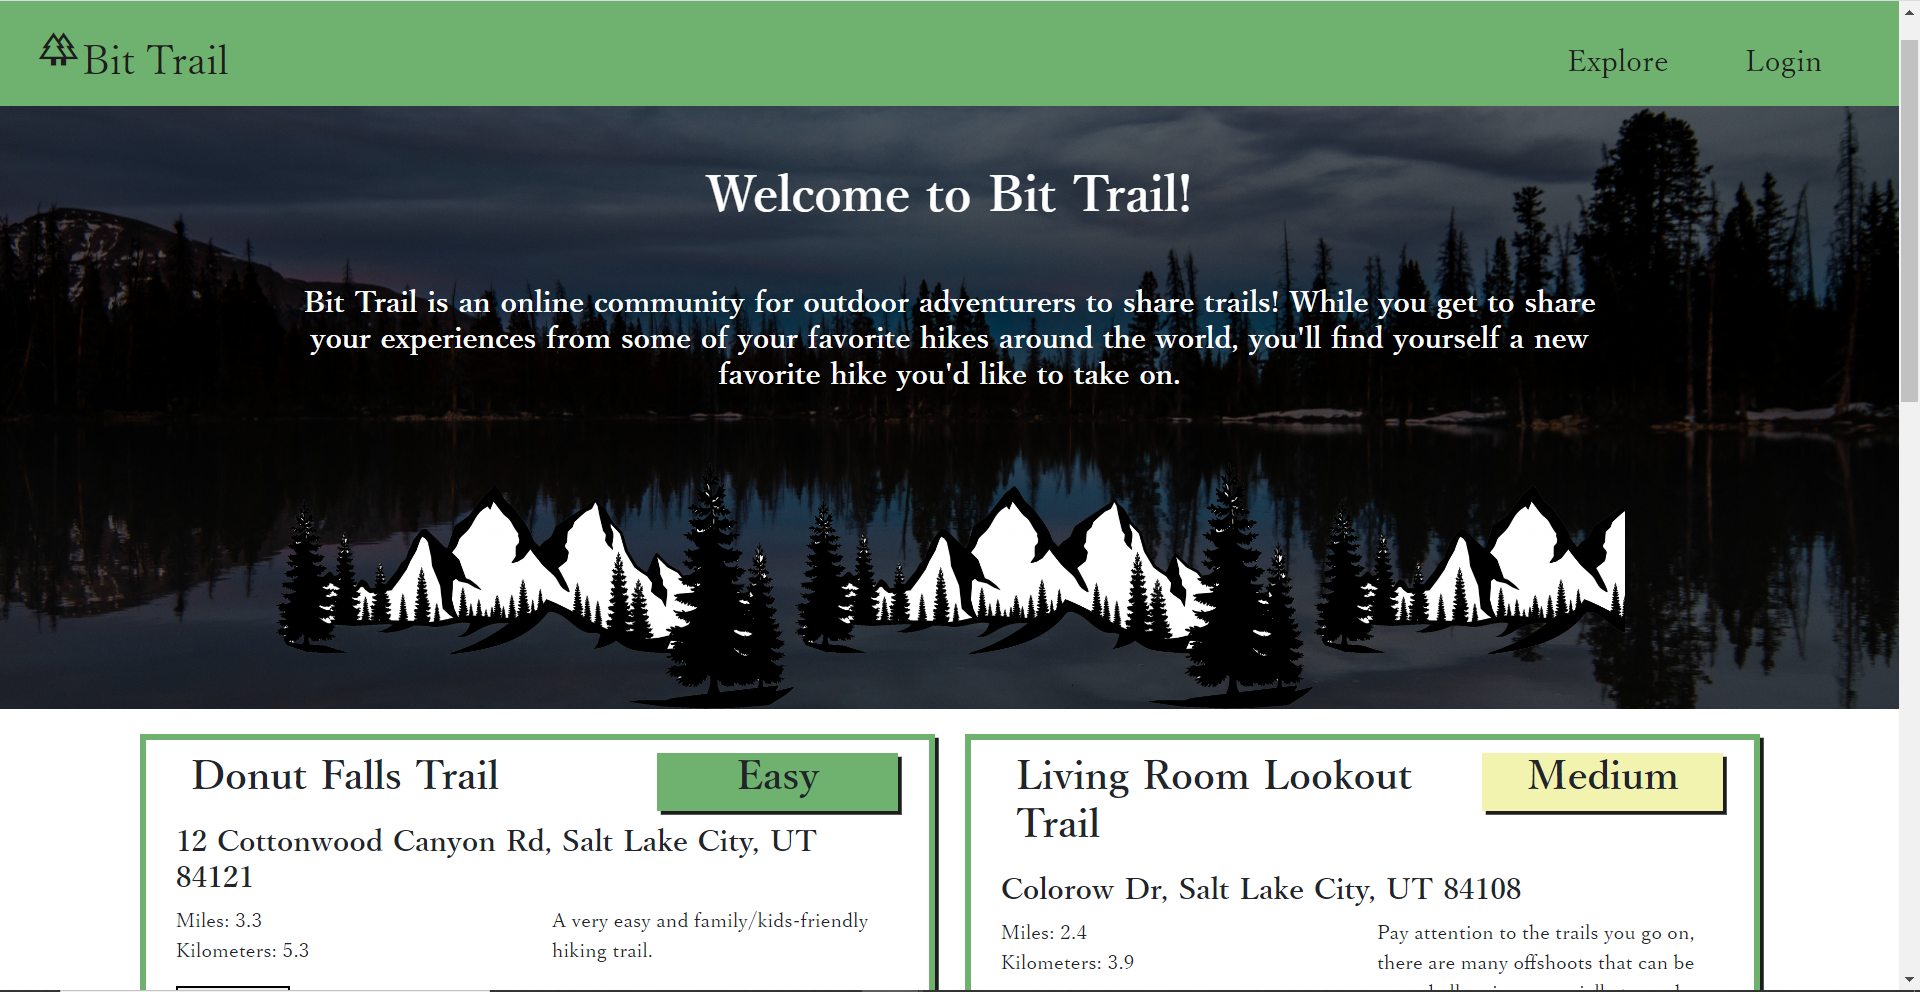 Bit Trail
Explore
Login
Welcome to Bit Trail!
Bit Trail is an online community for outdoor adventurers to share trails! While you get to share
your experiences from some of your favorite hikes around the world, you'll find yourself a new
favorite hike you'd like to take on.
Donut Falls Trail
Easy
12 Cottonwood Canyon Rd, Salt Lake City, UT
84121
Miles: 3.3
Kilometers: 5.3
A very easy and family/kids-friendly
hiking trail.
Living Room Lookout
Trail
Medium
Colorow Dr, Salt Lake City, UT 84108
Miles: 2.4
Kilometers: 3.9
Pay attention to the trails you go on,
there are many offshoots that can be